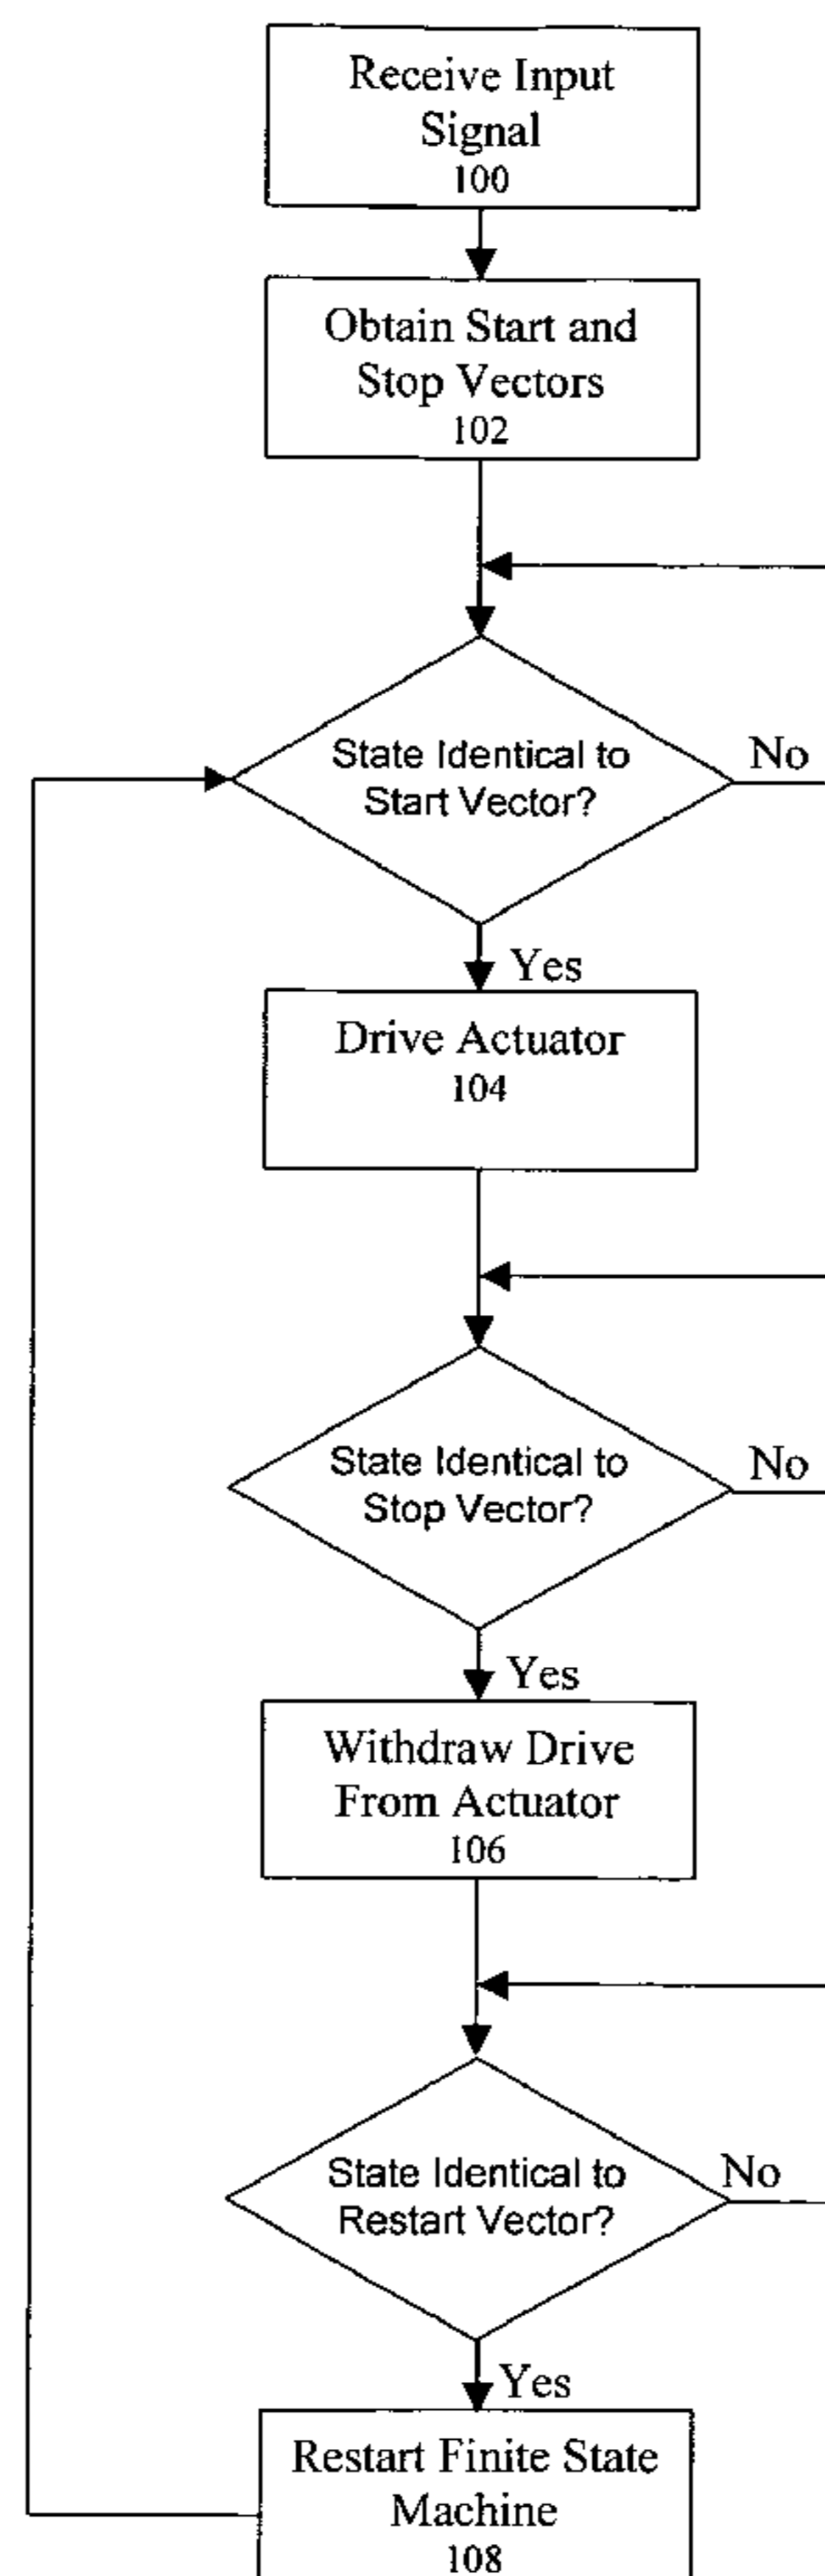 Receive Input
Signal
100
Obtain Start and
Stop Vectors
102
State Identical to
Start Vector?
No
Yes
Drive Actuator
104
State Identical to
Stop Vector?
No
Yes
Withdraw Drive
From Actuator
106
State Identical to
Restart Vector?
No
Yes
Restart Finite State
Machine
108